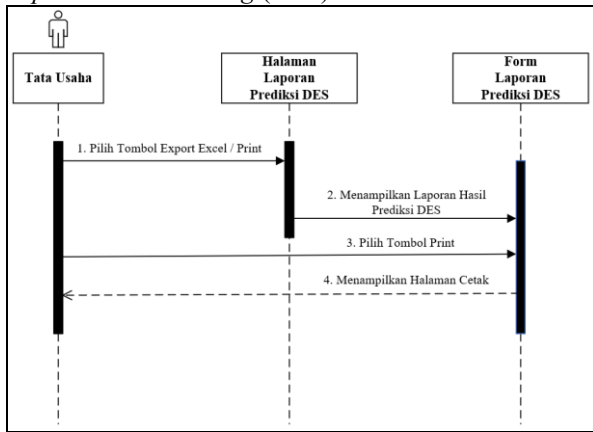 Tata Usaha
Halaman
Laporan
Prediksi DES
Form
Laporan
Prediksi DES
1. Pilih Tombol Export Excel / Print
2. Menampilkan Laporan Hasil
Prediksi DES
3. Pilih Tombol Print
4. Menampilkan Halaman Cetak